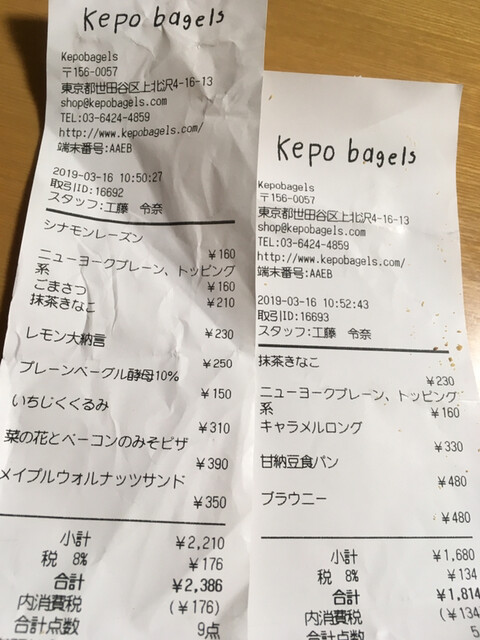 Kepo bagels
Kepobagels
〒156-0057
東京都世田谷区上北沢4-16-13
shop@kepobagels.com
TEL:03-6424-4859
http://www.kepobagels.com/
端末番号:AAEB
2019-03-16 10:50:27
取引ID:16692
スタッフ:工藤 令奈
シナモンレーズン
¥160
ニューヨークプレーン、トッピング
系
¥160
ごまさつ
¥210
抹茶きなこ
¥230
レモン大納言
¥250
プレーンベーグル酵母10%
¥150
いちじくくるみ
¥310
菜の花とベーコンのみそピザ
¥390
メイプルウォルナッツサンド
¥350
小計 ¥2,210
税 8% ¥176
合計 ¥2,386
内消費税 (¥176)
合計点数 9点
Kepo bagels
Kepobagels
〒156-0057
東京都世田谷区上北沢4-16-13
shop@kepobagels.com
TEL:03-6424-4859
http://www.kepobagels.com/
端末番号:AAEB
2019-03-16 10:52:43
取引ID:16693
スタッフ:工藤 令奈
抹茶きなこ
¥230
ニューヨークプレーン、トッピング
系
¥160
キャラメルロング
¥330
甘納豆食パン
¥480
ブラウニー
¥480
小計 ¥1,680
税 8% ¥134
合計 ¥1,814
内消費税 (¥134
合計点数 5